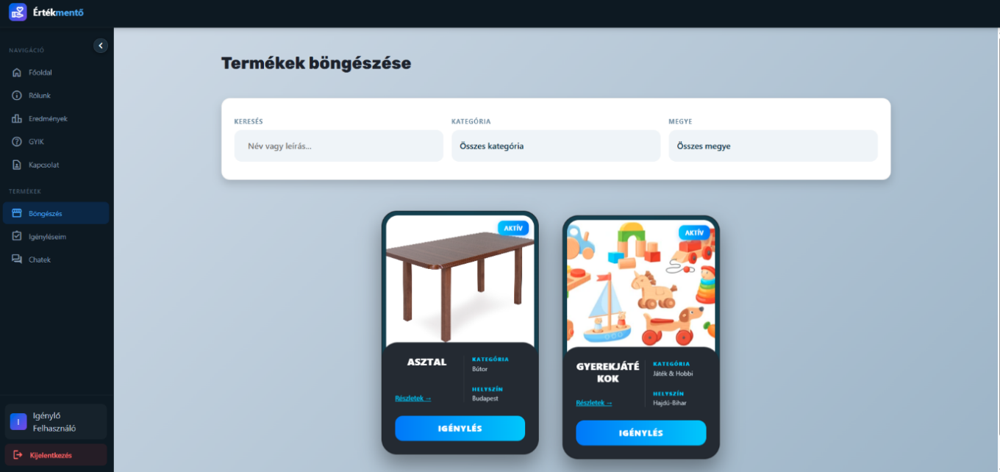 Értékmentő
NAVIGÁCIÓ
Főoldal
Rólunk
Eredmények
GYIK
Kapcsolat
TERMÉKEK
Böngészés
Igényléseim
Chatek
I
Igénylő
Felhasználó
Kijelentkezés
Termékek böngészése
KERESÉS
Név vagy leírás...
KATEGÓRIA
Összes kategória
MEGYE
Összes megye
AKTÍV
ASZTAL
Részletek →
KATEGÓRIA
Bútor
HELYSZÍN
Budapest
IGÉNYLÉS
AKTÍV
GYEREKJÁTÉ
KOK
Részletek →
KATEGÓRIA
Játék & Hobbi
HELYSZÍN
Hajdú-Bihar
IGÉNYLÉS